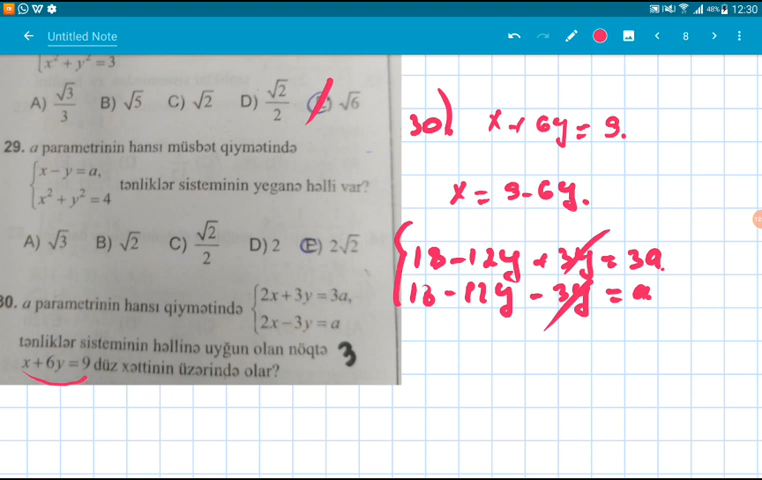 48% 12:30
Untitled Note
8
x² + y² = 3
A) √3/3 B) √5 C) √2 D) √2/2 E) √6
29. a parametrinin hansı müsbət qiymətində
{x − y = a,
x² + y² = 4
tənliklər sisteminin yeganə həlli var?
A) √3 B) √2 C) √2/2 D) 2 E) 2√2
30. a parametrinin hansı qiymətində
{2x + 3y = 3a,
2x − 3y = a
tənliklər sisteminin həllinə uyğun olan nöqtə 3
x + 6y = 9 düz xəttinin üzərində olar?
30) x + 6y = 9.
x = 9 - 6y.
{18 - 12y + 3y = 3a
18 - 12y - 3y = a